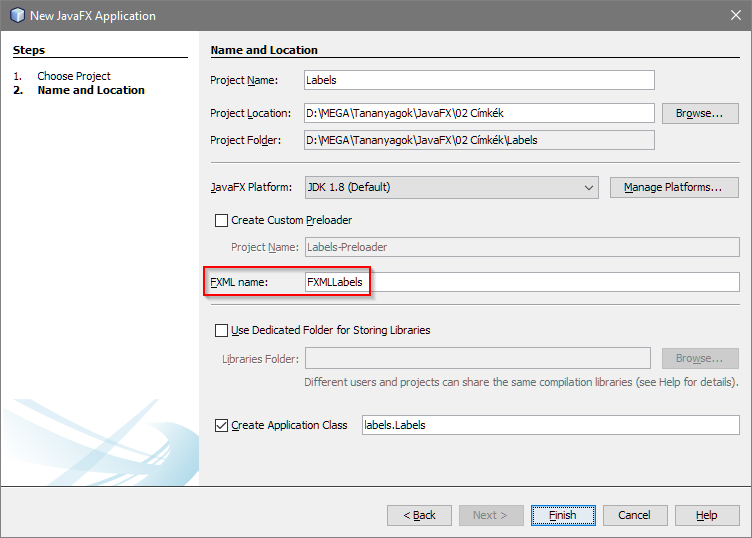 New JavaFX Application
Steps
1. Choose Project
2. Name and Location
Name and Location
Project Name: Labels
Project Location: D:\MEGA\Tananyagok\JavaFX\02 Címkék Browse...
Project Folder: D:\MEGA\Tananyagok\JavaFX\02 Címkék\Labels
JavaFX Platform: JDK 1.8 (Default) Manage Platforms...
Create Custom Preloader
Project Name: Labels-Preloader
FXML name: FXMLLabels
Use Dedicated Folder for Storing Libraries
Libraries Folder: Browse...
Different users and projects can share the same compilation libraries (see Help for details).
Create Application Class labels.Labels
< Back Next > Finish Cancel Help